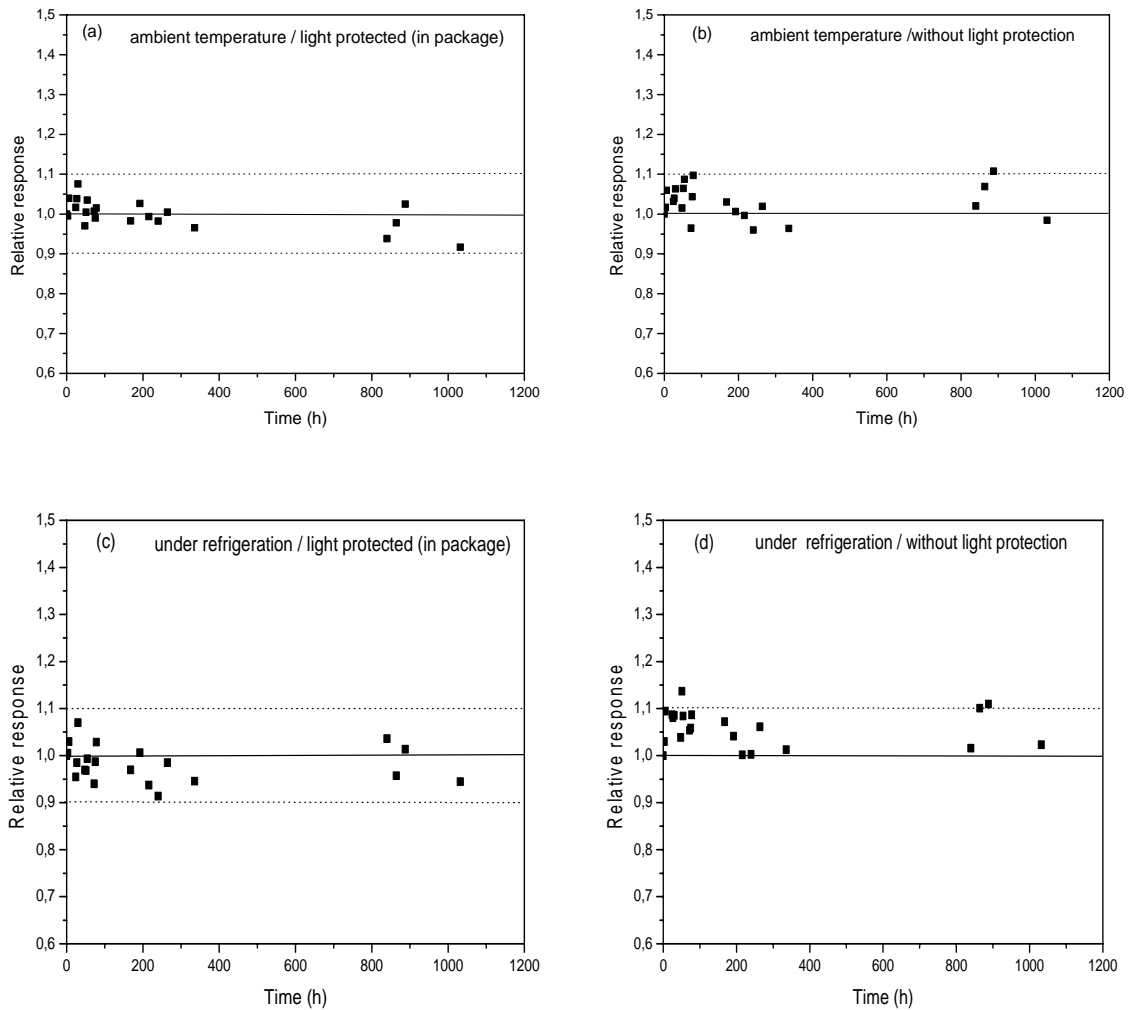 (a) ambient temperature / light protected (in package)
1,5
1,4
1,3
1,2
1,1
1,0
0,9
0,8
0,7
0,6
Relative response
0 200 400 600 800 1000 1200
Time (h)
(b) ambient temperature /without light protection
1,5
1,4
1,3
1,2
1,1
1,0
0,9
0,8
0,7
0,6
Relative response
0 200 400 600 800 1000 1200
Time (h)
(c) under refrigeration / light protected (in package)
1,5
1,4
1,3
1,2
1,1
1,0
0,9
0,8
0,7
0,6
Relative response
0 200 400 600 800 1000 1200
Time (h)
(d) under refrigeration / without light protection
1,5
1,4
1,3
1,2
1,1
1,0
0,9
0,8
0,7
0,6
Relative response
0 200 400 600 800 1000 1200
Time (h)